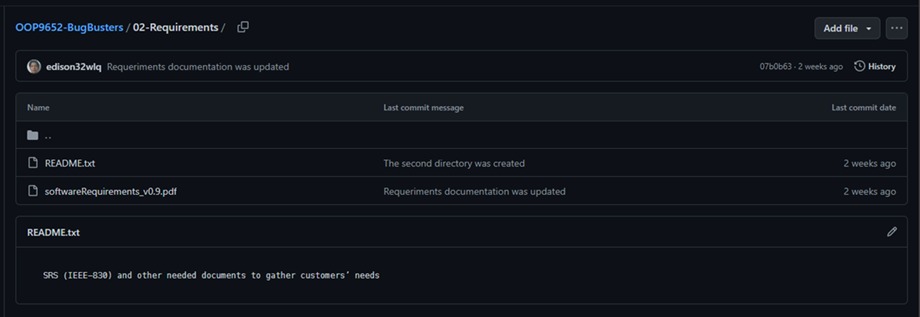 OOP9652-BugBusters / 02-Requirements /
Add file
edison32wlq Requeriments documentation was updated
07b0b63 · 2 weeks ago History
Name Last commit message Last commit date
..
README.txt The second directory was created 2 weeks ago
softwareRequirements_v0.9.pdf Requeriments documentation was updated 2 weeks ago
README.txt
SRS (IEEE-830) and other needed documents to gather customers’ needs